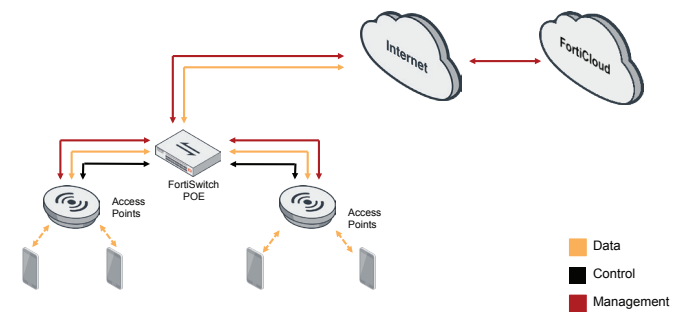 Internet
FortiCloud
FortiSwitch
POE
Access
Points
Access
Points
Data
Control
Management